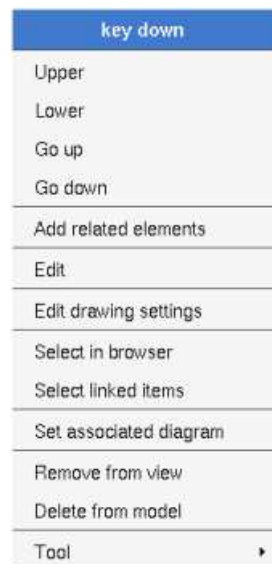 key down
Upper
Lower
Go up
Go down
Add related elements
Edit
Edit drawing settings
Select in browser
Select linked items
Set associated diagram
Remove from view
Delete from model
Tool